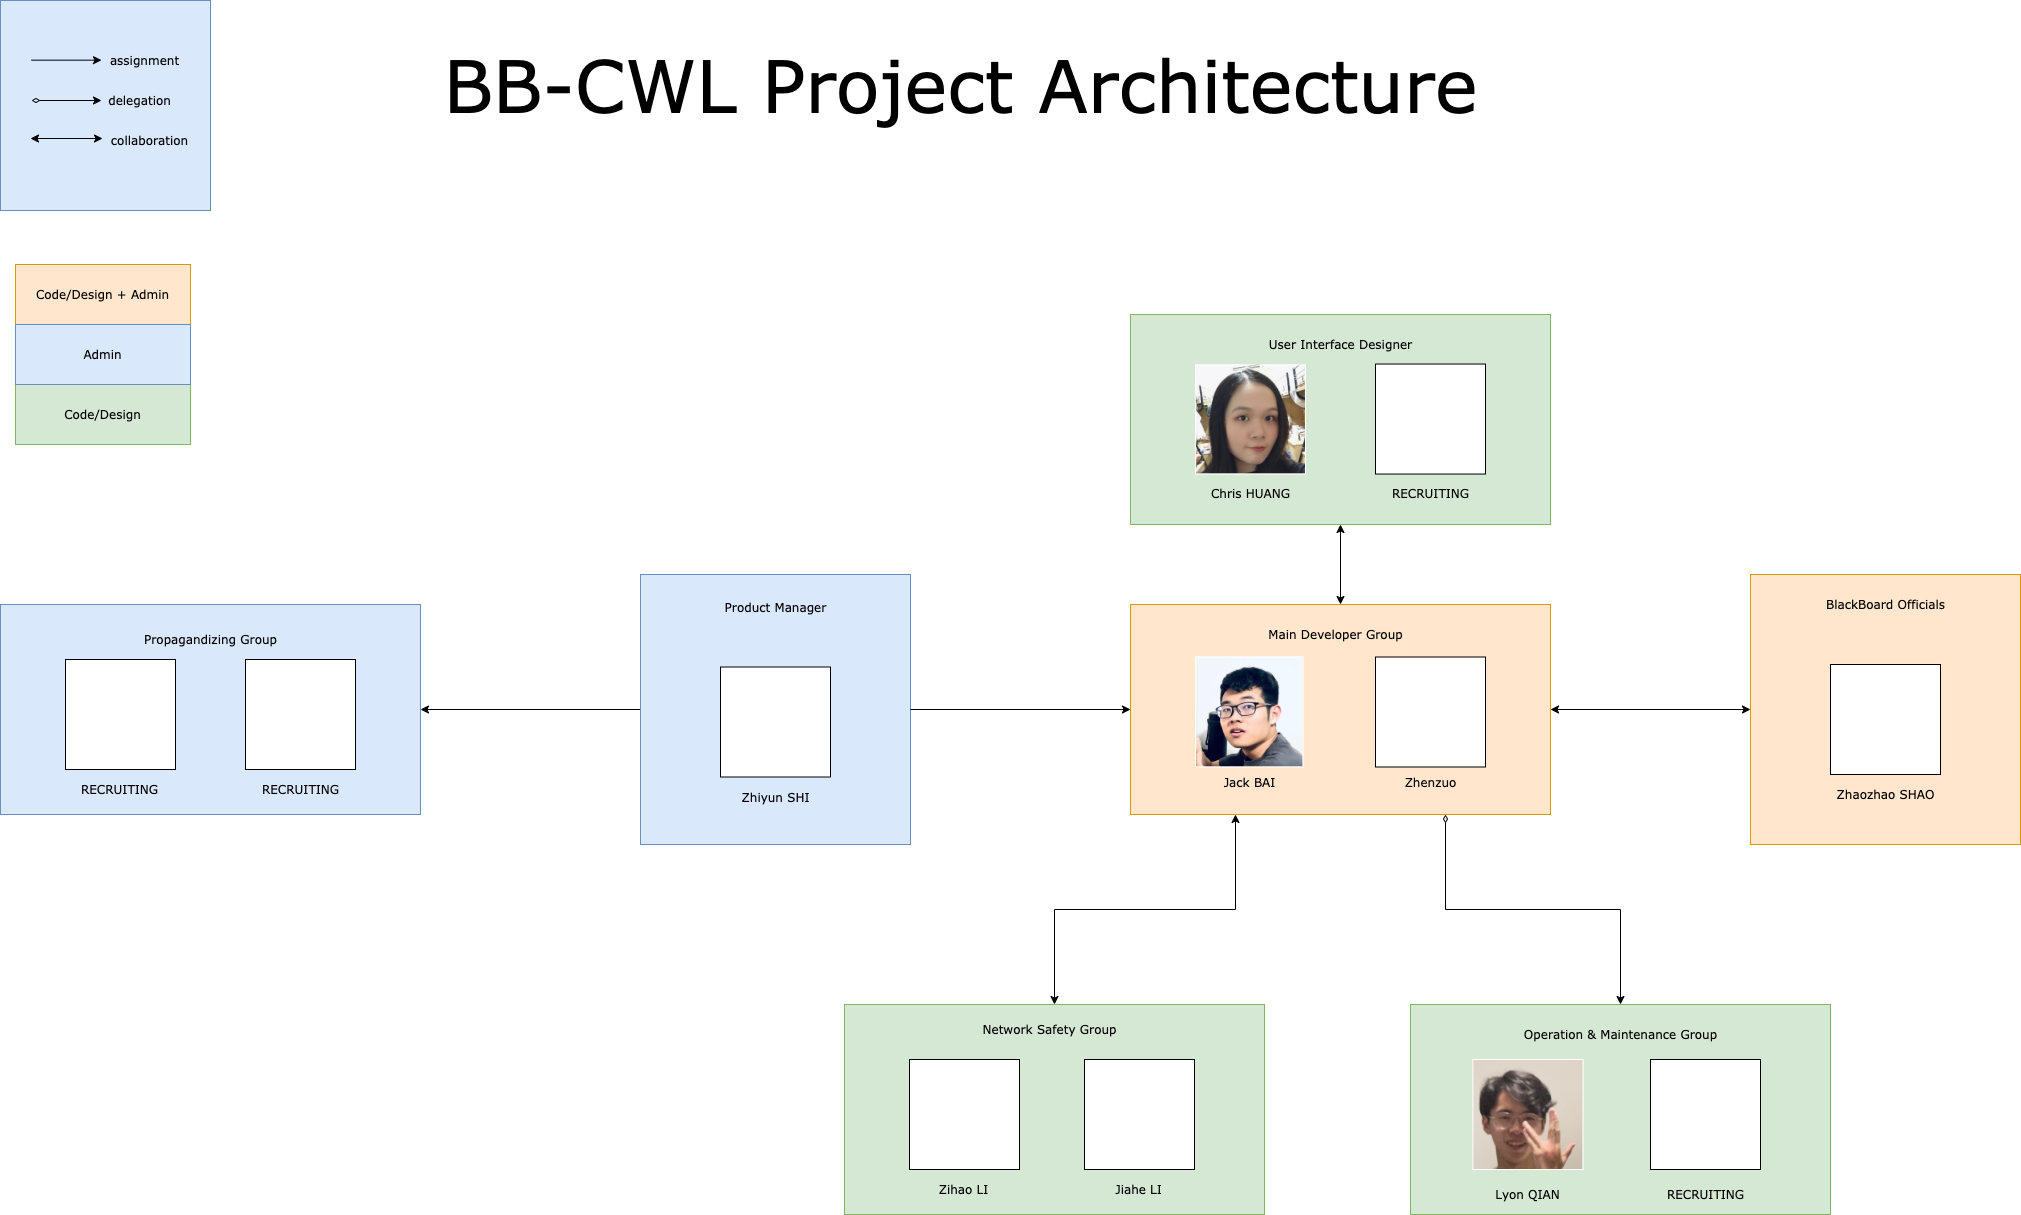 BB-CWL Project Architecture
assignment
delegation
collaboration
Code/Design + Admin
Admin
Code/Design
User Interface Designer
Chris HUANG
RECRUITING
Propagandizing Group
RECRUITING
RECRUITING
Product Manager
Zhiyun SHI
Main Developer Group
Jack BAI
Zhenzuo
BlackBoard Officials
Zhaozhao SHAO
Network Safety Group
Zihao LI
Jiahe LI
Operation & Maintenance Group
Lyon QIAN
RECRUITING